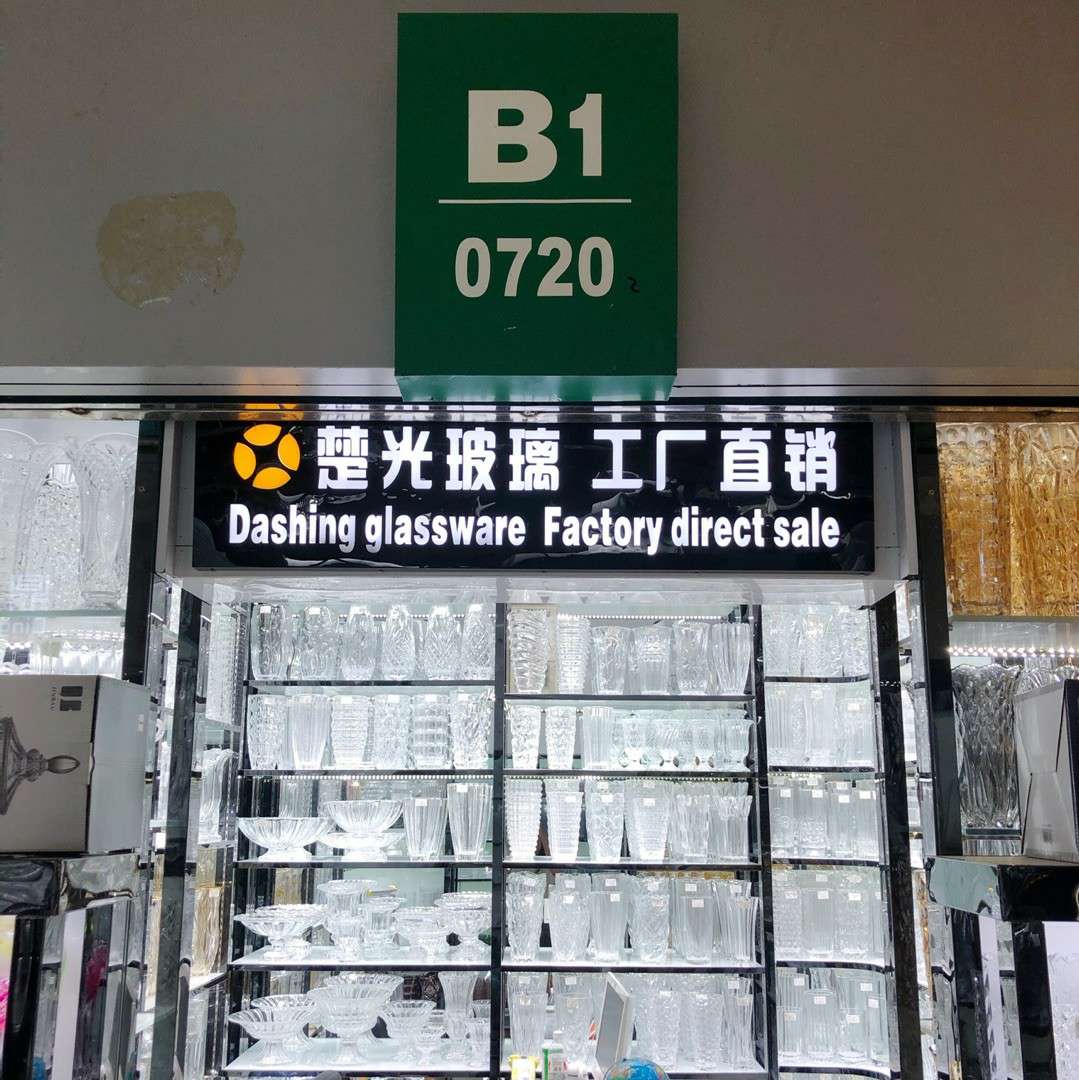 B1
0720
楚光玻璃 工厂直销
Dashing glassware Factory direct sale